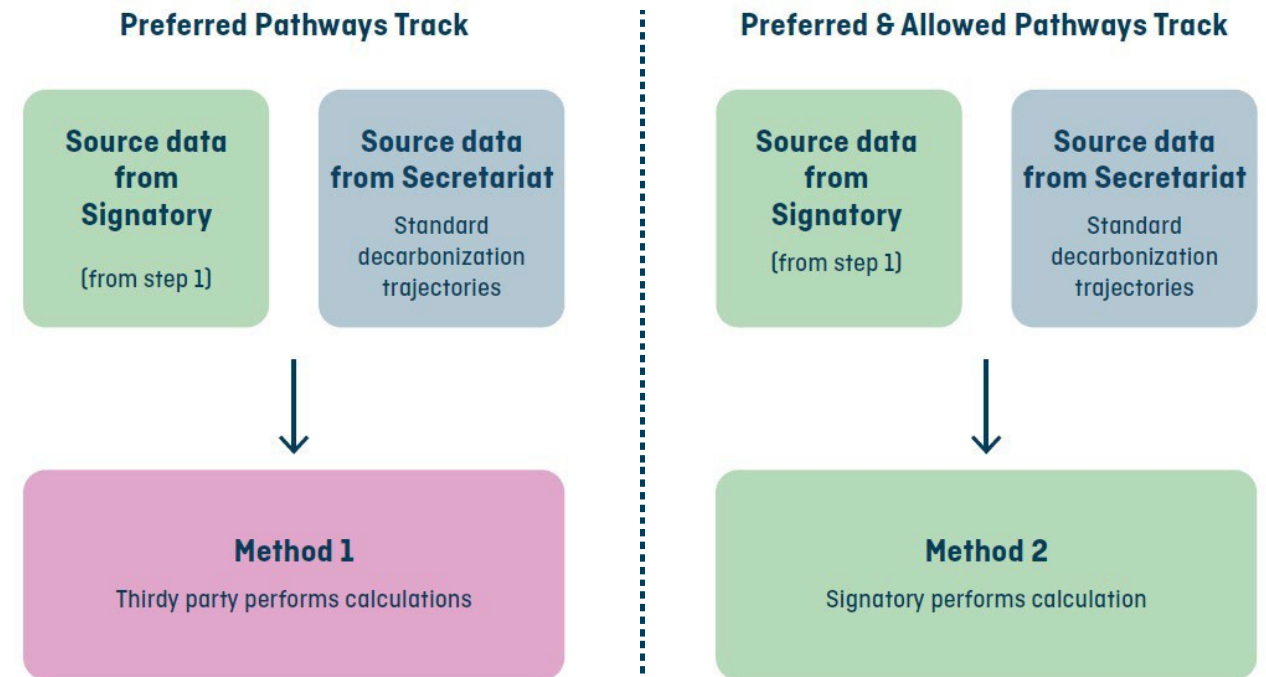 Preferred Pathways Track
Source data
from
Signatory
(from step 1)
Source data
from Secretariat
Standard
decarbonization
trajectories
Method 1
Thirdy party performs calculations
Preferred & Allowed Pathways Track
Source data
from
Signatory
(from step 1)
Source data
from Secretariat
Standard
decarbonization
trajectories
Method 2
Signatory performs calculation